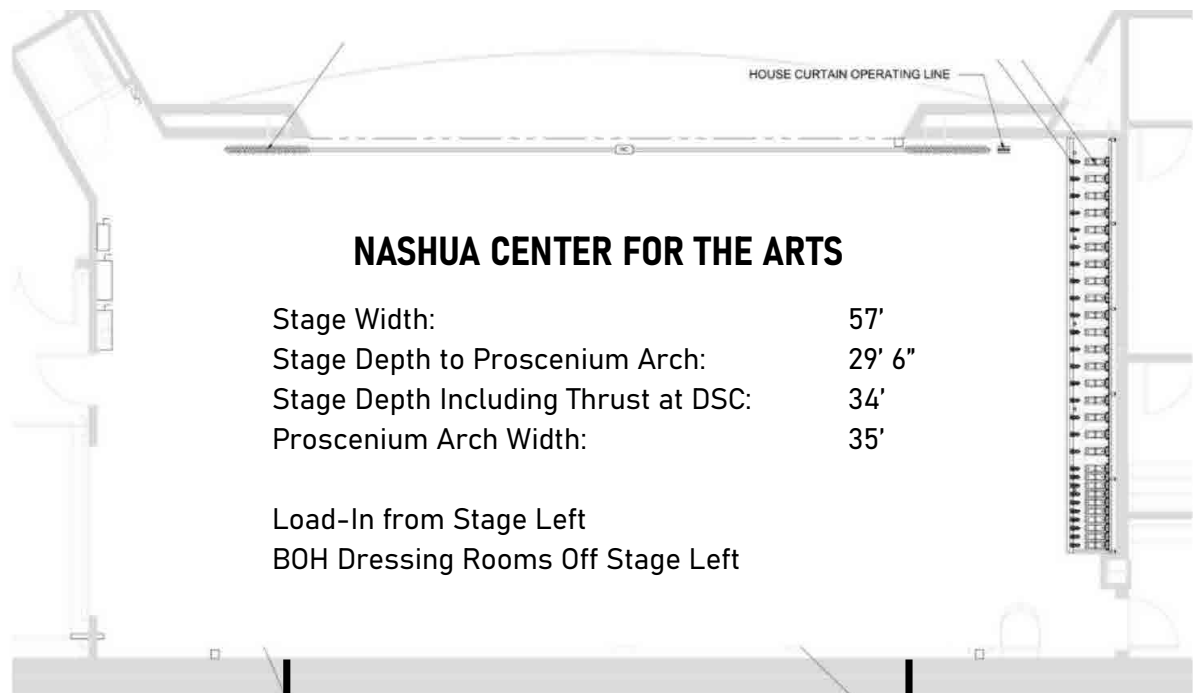 HOUSE CURTAIN OPERATING LINE
HC
NASHUA CENTER FOR THE ARTS
Stage Width: 57’
Stage Depth to Proscenium Arch: 29’ 6”
Stage Depth Including Thrust at DSC: 34’
Proscenium Arch Width: 35’
Load-In from Stage Left
BOH Dressing Rooms Off Stage Left